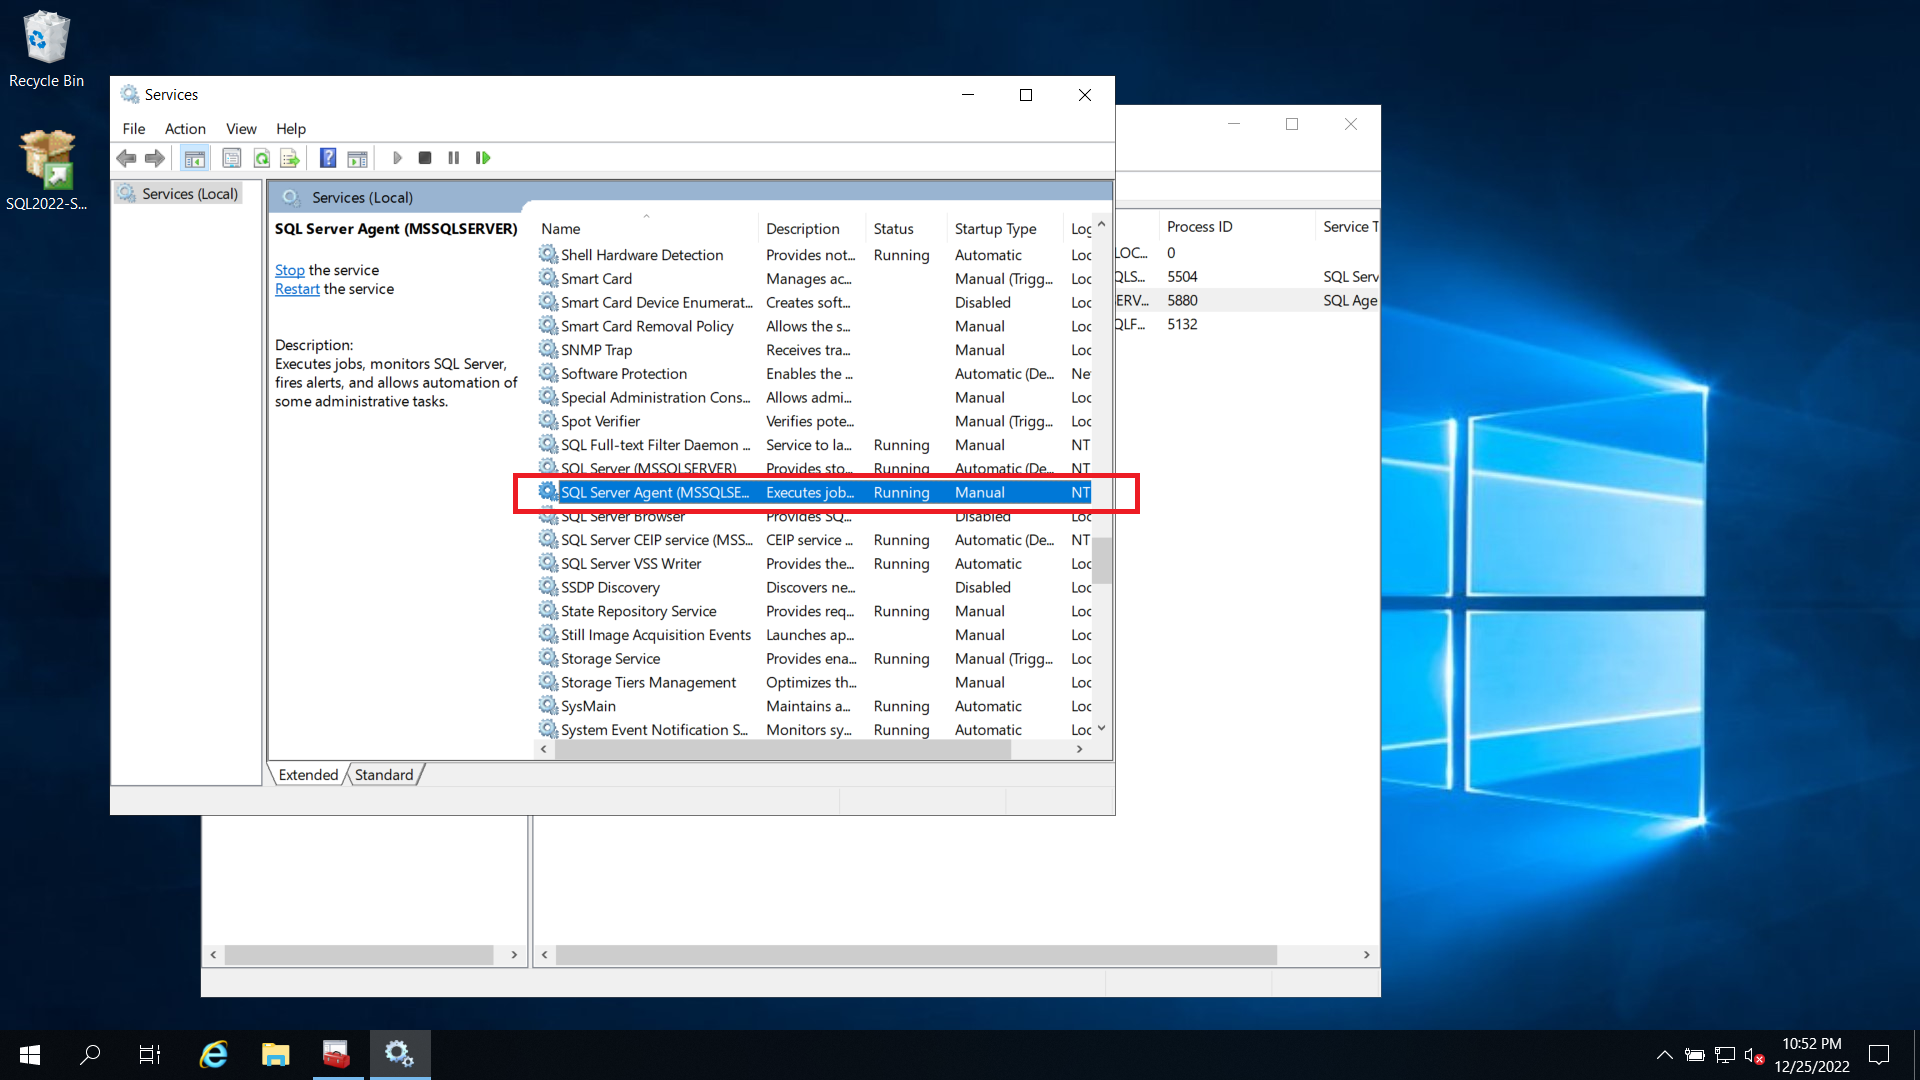 Recycle Bin
SQL2022-S...
Services
File Action View Help
Services (Local)
Services (Local)
SQL Server Agent (MSSQLSERVER)
Stop the service
Restart the service
Description:
Executes jobs, monitors SQL Server,
fires alerts, and allows automation of
some administrative tasks.
Name Description Status Startup Type Log
Shell Hardware Detection Provides not... Running Automatic Loc
Smart Card Manages ac... Manual (Trigg... Loc
Smart Card Device Enumerat... Creates soft... Disabled Loc
Smart Card Removal Policy Allows the s... Manual Loc
SNMP Trap Receives tra... Manual Loc
Software Protection Enables the ... Automatic (De... Ne
Special Administration Cons... Allows admi... Manual Loc
Spot Verifier Verifies pote... Manual (Trigg... Loc
SQL Full-text Filter Daemon ... Service to la... Running Manual NT
SQL Server (MSSQLSERVER) Provides sto... Running Automatic (De... NT
SQL Server Agent (MSSQLSE... Executes job... Running Manual NT
SQL Server Browser Provides SQ... Disabled Loc
SQL Server CEIP service (MSS... CEIP service ... Running Automatic (De... NT
SQL Server VSS Writer Provides the... Running Automatic Loc
SSDP Discovery Discovers ne... Disabled Loc
State Repository Service Provides req... Running Manual Loc
Still Image Acquisition Events Launches ap... Manual Loc
Storage Service Provides ena... Running Manual (Trigg... Loc
Storage Tiers Management Optimizes th... Manual Loc
SysMain Maintains a... Running Automatic Loc
System Event Notification S... Monitors sy... Running Automatic Loc
Extended Standard
Process ID Service T
LOC... 0
QLS... 5504 SQL Serv
ERV... 5880 SQL Age
QLF... 5132
10:52 PM
12/25/2022